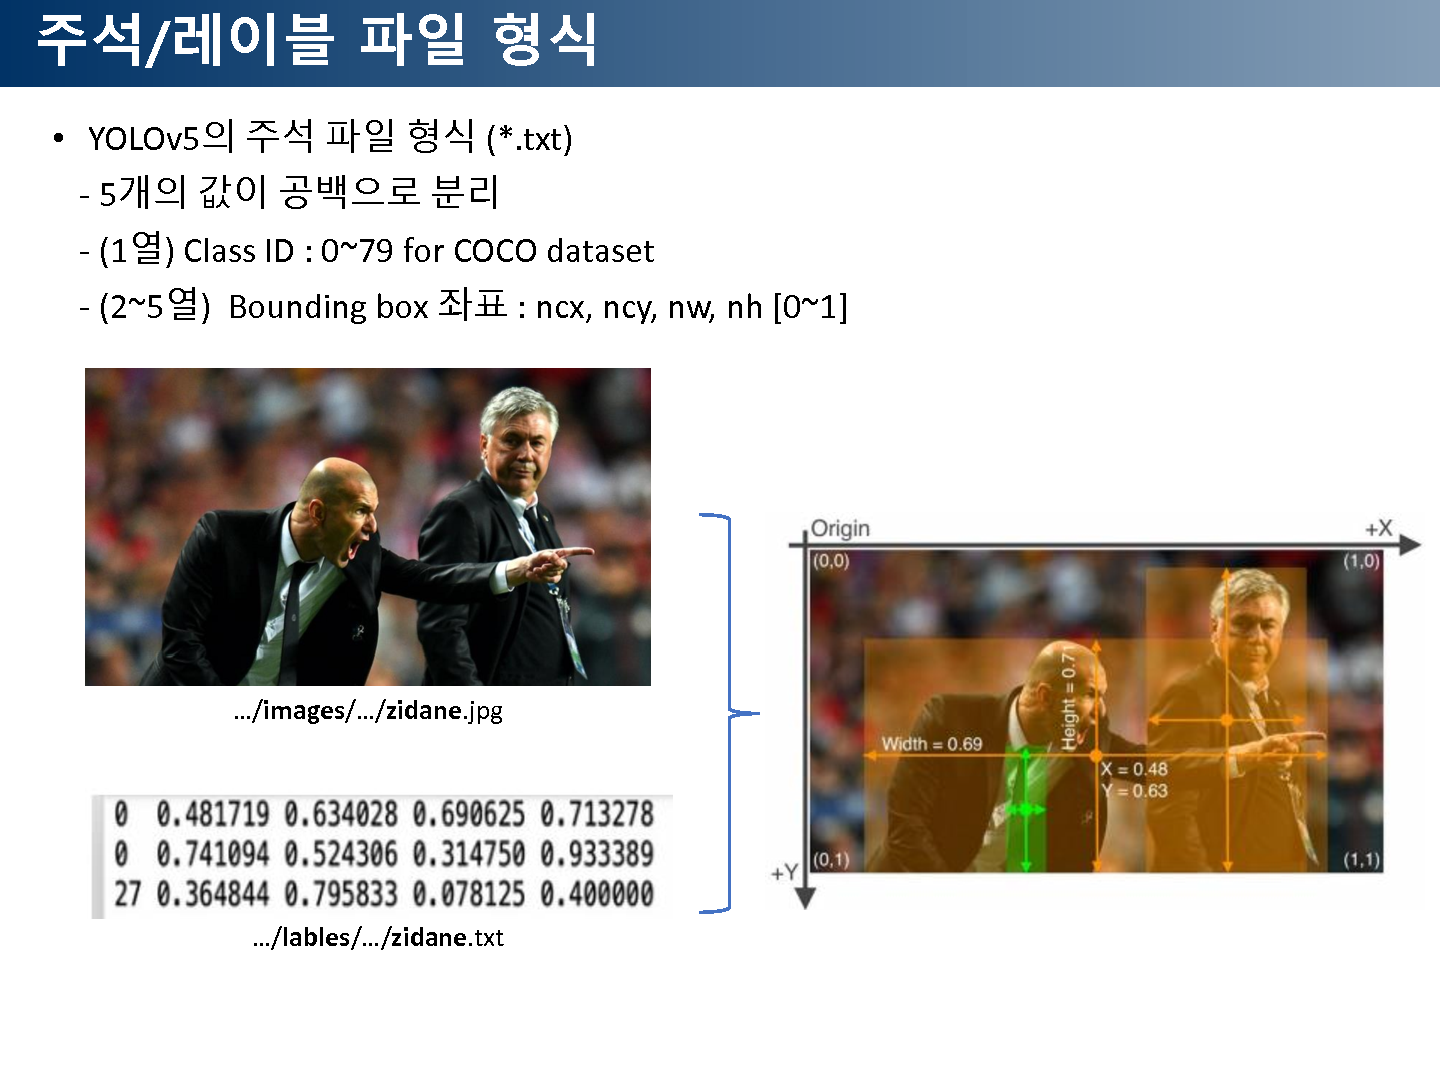 주석/레이블 파일 형식
• YOLOv5의 주석 파일 형식 (*.txt)
- 5개의 값이 공백으로 분리
- (1열) Class ID : 0~79 for COCO dataset
- (2~5열) Bounding box 좌표 : ncx, ncy, nw, nh [0~1]
.../images/.../zidane.jpg
0 0.481719 0.634028 0.690625 0.713278
0 0.741094 0.524306 0.314750 0.933389
27 0.364844 0.795833 0.078125 0.400000
.../lables/.../zidane.txt
Origin
+X
(0,0)
(1,0)
Height = 0.71
Width = 0.69
X = 0.48
Y = 0.63
(0,1)
(1,1)
+Y